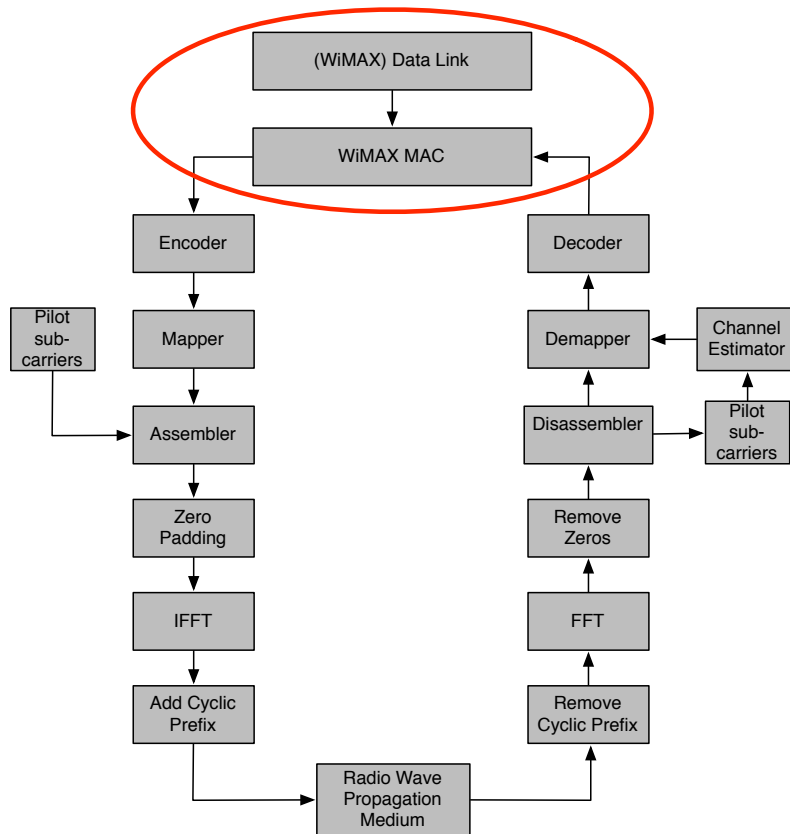 (WiMAX) Data Link
WiMAX MAC
Encoder
Decoder
Pilot
sub-
carriers
Mapper
Demapper
Channel
Estimator
Assembler
Disassembler
Pilot
sub-
carriers
Zero
Padding
Remove
Zeros
IFFT
FFT
Add Cyclic
Prefix
Remove
Cyclic Prefix
Radio Wave
Propagation
Medium